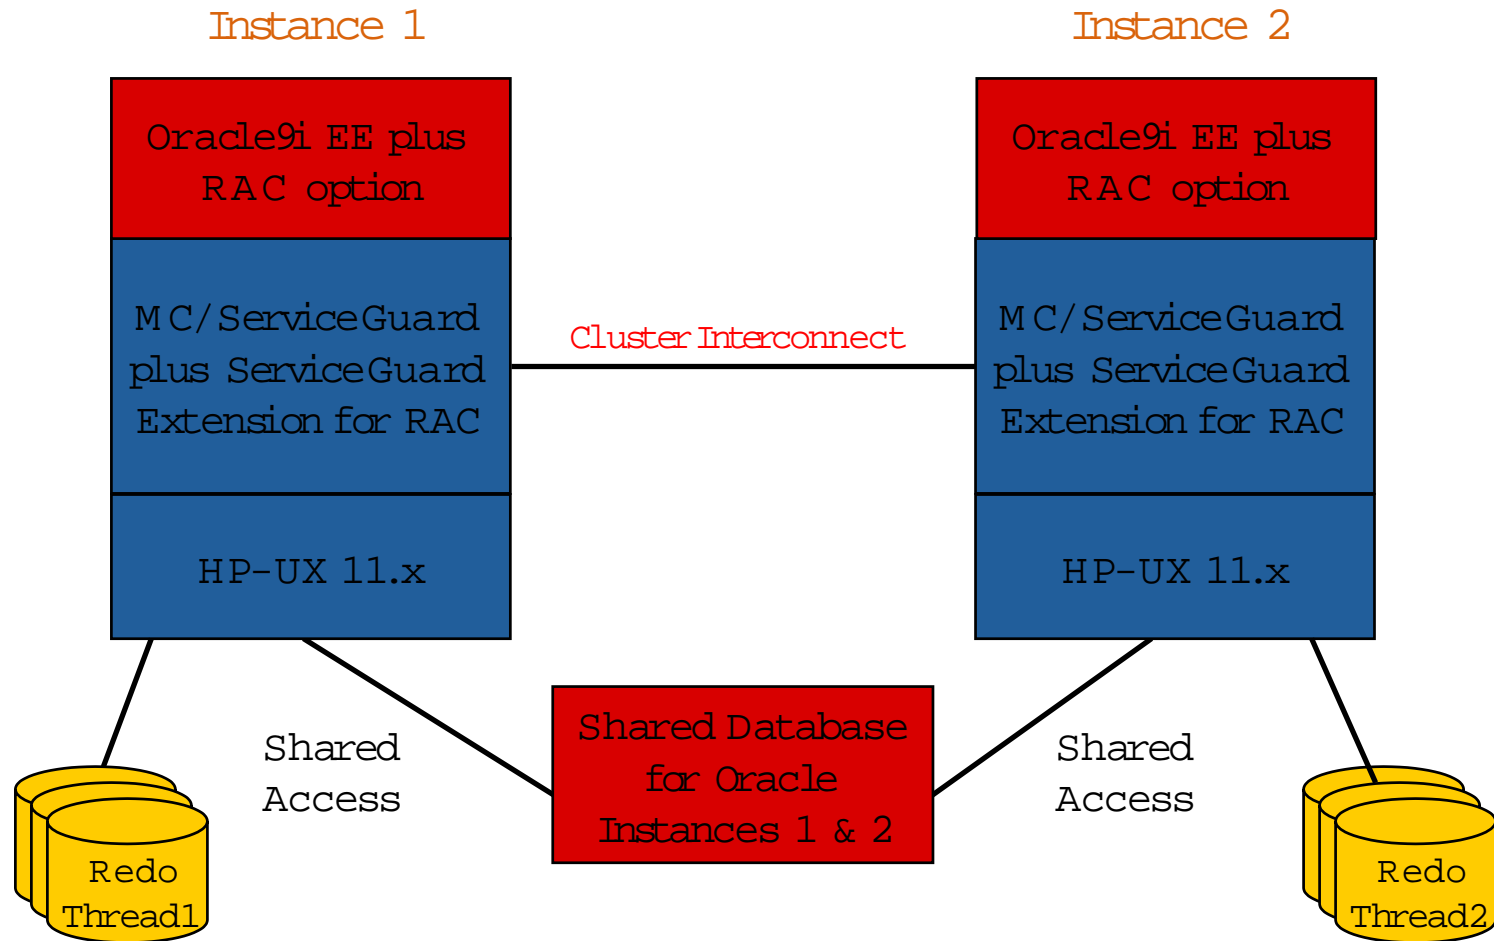 Instance 1
Instance 2
Oracle9i EE plus
RAC option
Oracle9i EE plus
RAC option
MC/ServiceGuard
plus ServiceGuard
Extension for RAC
Cluster Interconnect
MC/ServiceGuard
plus ServiceGuard
Extension for RAC
HP-UX 11.x
HP-UX 11.x
Shared
Access
Shared Database
for Oracle
Instances 1 & 2
Shared
Access
Redo
Thread1
Redo
Thread2